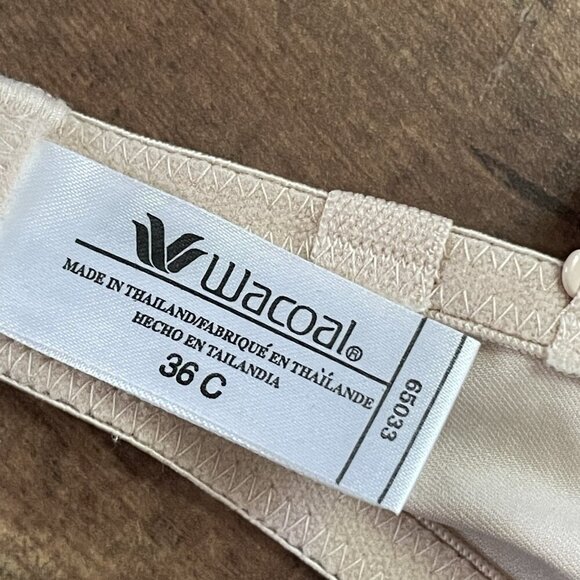 wacoal®
MADE IN THAILAND/FABRIQUÉ EN THAÏLANDE
HECHO EN TAILANDIA
36 C
65033